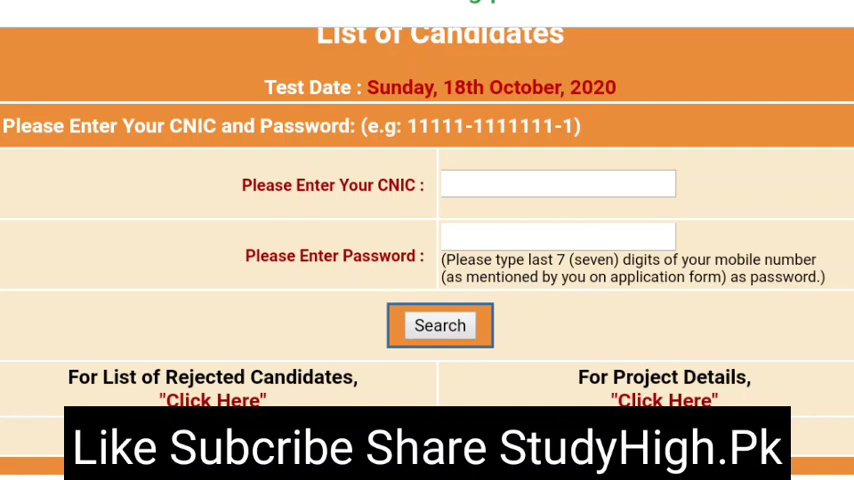 List of Candidates
Test Date : Sunday, 18th October, 2020
Please Enter Your CNIC and Password: (e.g: 11111-1111111-1)
Please Enter Your CNIC :
Please Enter Password :
(Please type last 7 (seven) digits of your mobile number
(as mentioned by you on application form) as password.)
Search
For List of Rejected Candidates,
"Click Here"
For Project Details,
"Click Here"
Like Subcribe Share StudyHigh.Pk